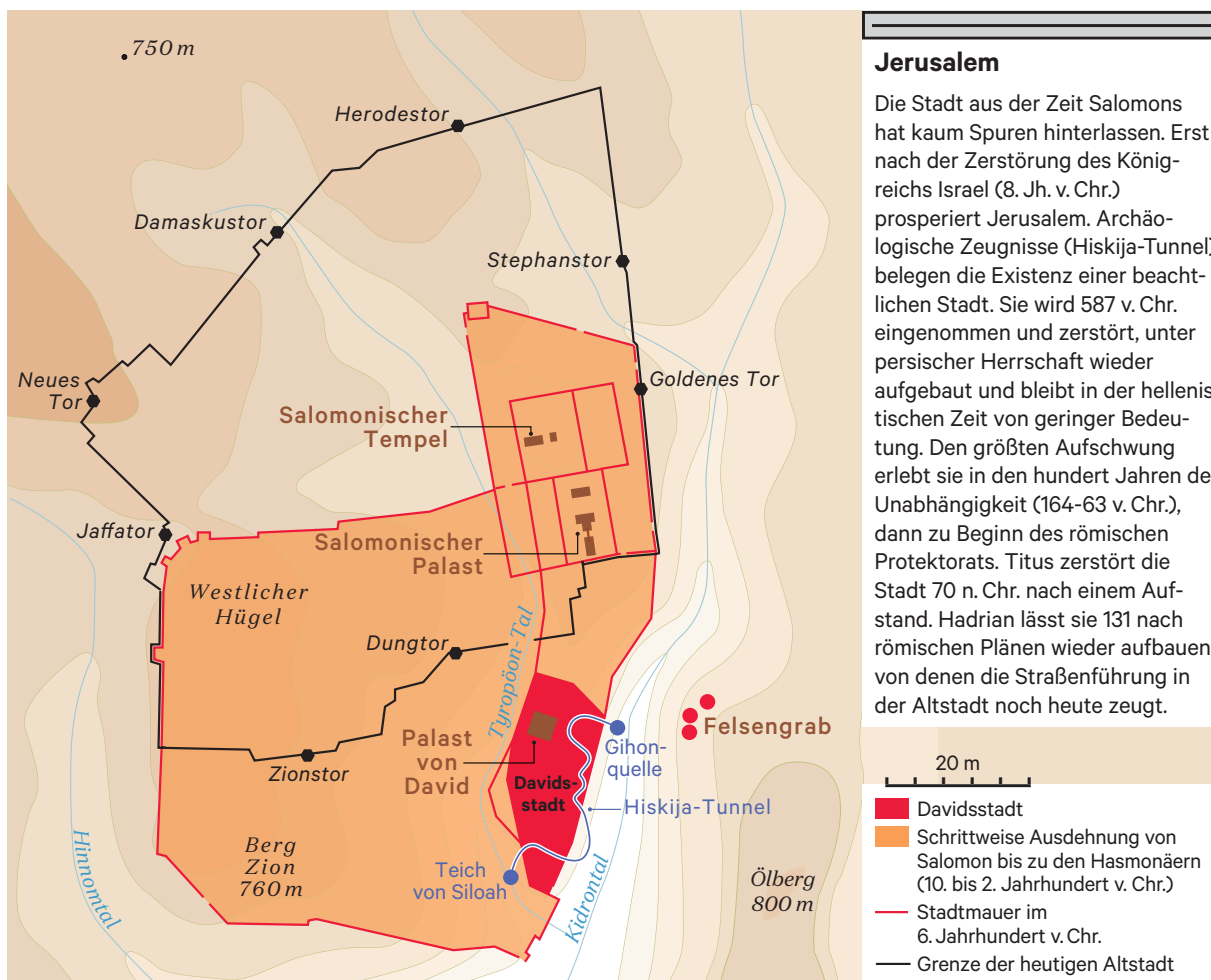 750 m
Herodestor
Damaskustor
Stephanstor
Neues
Tor
Goldenes Tor
Salomonischer
Tempel
Jaffator
Salomonischer
Palast
Westlicher
Hügel
Dungtor
Tyropöon-Tal
Felsengrab
Palast
von
David
Gihon-
quelle
Zionstor
Davids-
stadt
Hiskija-Tunnel
Hinnomtal
Berg
Zion
760 m
Teich
von Siloah
Kidrontal
Ölberg
800 m
Jerusalem
Die Stadt aus der Zeit Salomons
hat kaum Spuren hinterlassen. Erst
nach der Zerstörung des König-
reichs Israel (8. Jh. v. Chr.)
prosperiert Jerusalem. Archäo-
logische Zeugnisse (Hiskija-Tunnel)
belegen die Existenz einer beacht-
lichen Stadt. Sie wird 587 v. Chr.
eingenommen und zerstört, unter
persischer Herrschaft wieder
aufgebaut und bleibt in der hellenis
tischen Zeit von geringer Bedeu-
tung. Den größten Aufschwung
erlebt sie in den hundert Jahren de
Unabhängigkeit (164-63 v. Chr.),
dann zu Beginn des römischen
Protektorats. Titus zerstört die
Stadt 70 n. Chr. nach einem Auf-
stand. Hadrian lässt sie 131 nach
römischen Plänen wieder aufbauen
von denen die Straßenführung in
der Altstadt noch heute zeugt.
20 m
Davidsstadt
Schrittweise Ausdehnung von
Salomon bis zu den Hasmonäern
(10. bis 2. Jahrhundert v. Chr.)
Stadtmauer im
6. Jahrhundert v. Chr.
Grenze der heutigen Altstadt